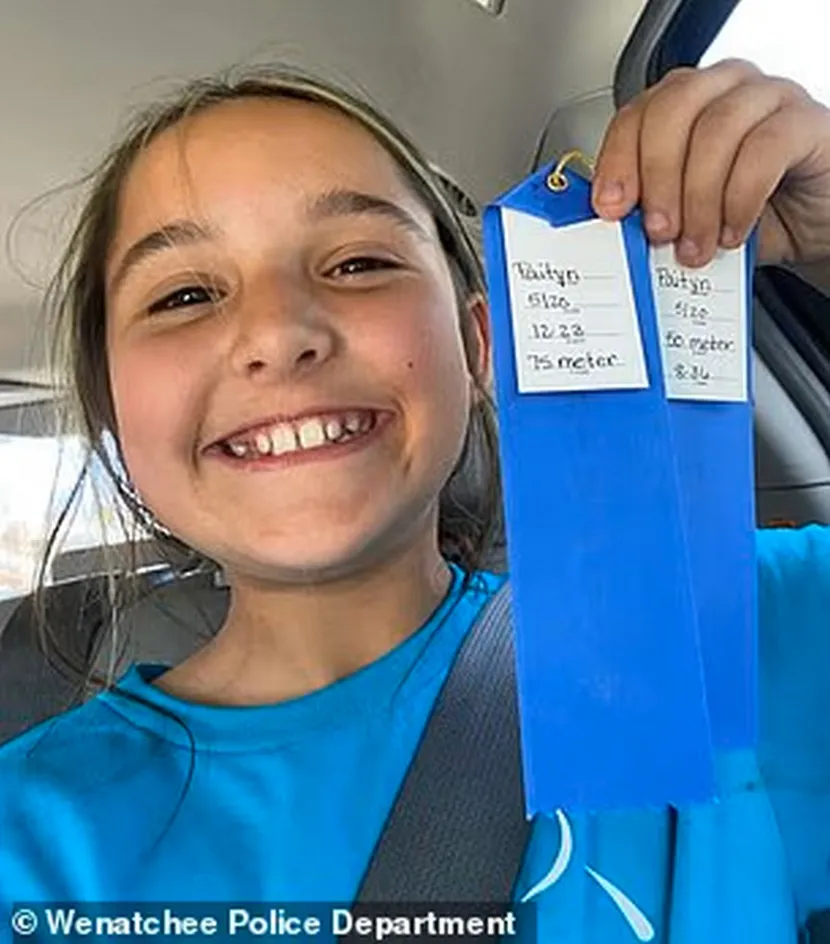 Paityn
5/20
12.23
75 meter
Paityn
5/20
50 meter
8.36
© Wenatchee Police Department